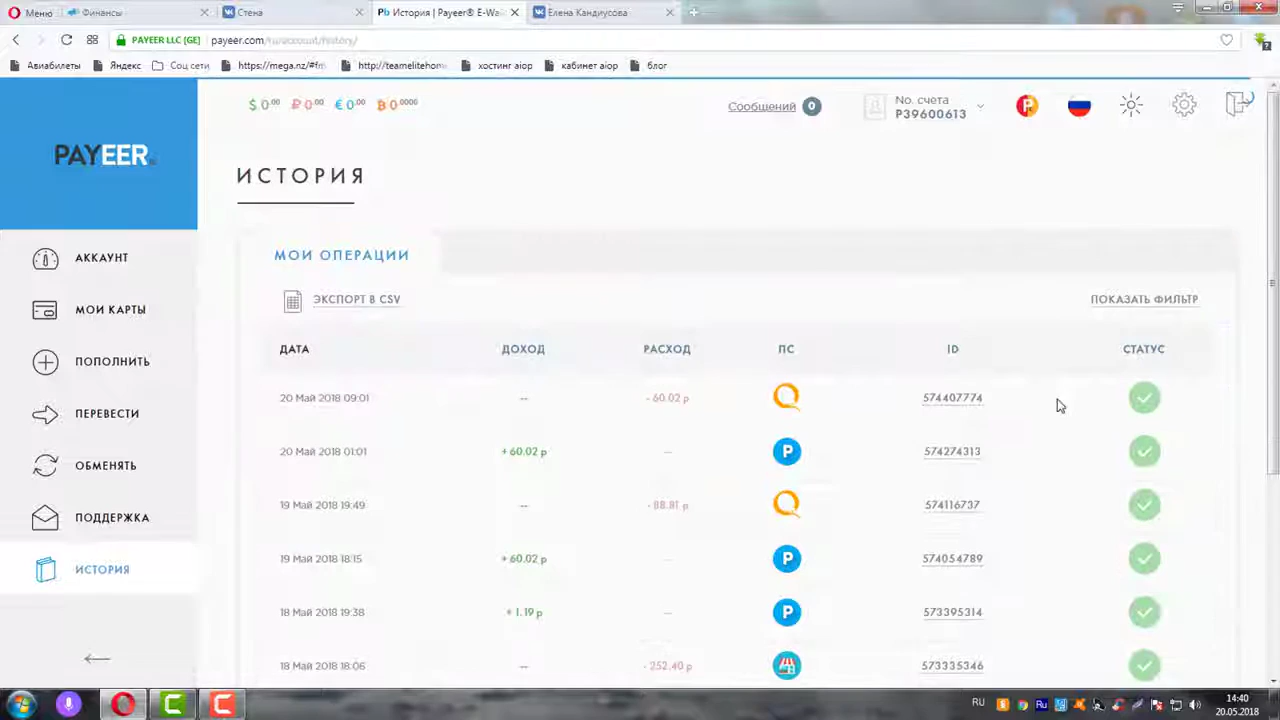 Меню
Финансы
Стена
История | Payeer® E-Wa
Елена Кандиусова
PAYEER LLC [GE]
payeer.com/ru/account/history/
Авиабилеты
Яндекс
Соц сети
https://mega.nz/#fm
http://teamelitehome
хостинг aiop
кабинет aiop
блог
$ 0.00 ₽ 0.00 € 0.00 ₿ 0.0000
Сообщений 0
No. счета
P39600613
PAYEER
ИСТОРИЯ
АККАУНТ
МОИ КАРТЫ
ПОПОЛНИТЬ
ПЕРЕВЕСТИ
ОБМЕНЯТЬ
ПОДДЕРЖКА
ИСТОРИЯ
МОИ ОПЕРАЦИИ
ЭКСПОРТ В CSV
ПОКАЗАТЬ ФИЛЬТР
ДАТА ДОХОД РАСХОД ПС ID СТАТУС
20 Май 2018 09:01 -- - 60.02 р 574407774
20 Май 2018 01:01 + 60.02 р -- P 574274313
19 Май 2018 19:49 -- - 88.81 р 574116737
19 Май 2018 18:15 + 60.02 р -- P 574054789
18 Май 2018 19:38 + 1.19 р -- P 573395314
18 Май 2018 18:06 -- - 252.40 р 573335346
RU
Ru
14:40
20.05.2018